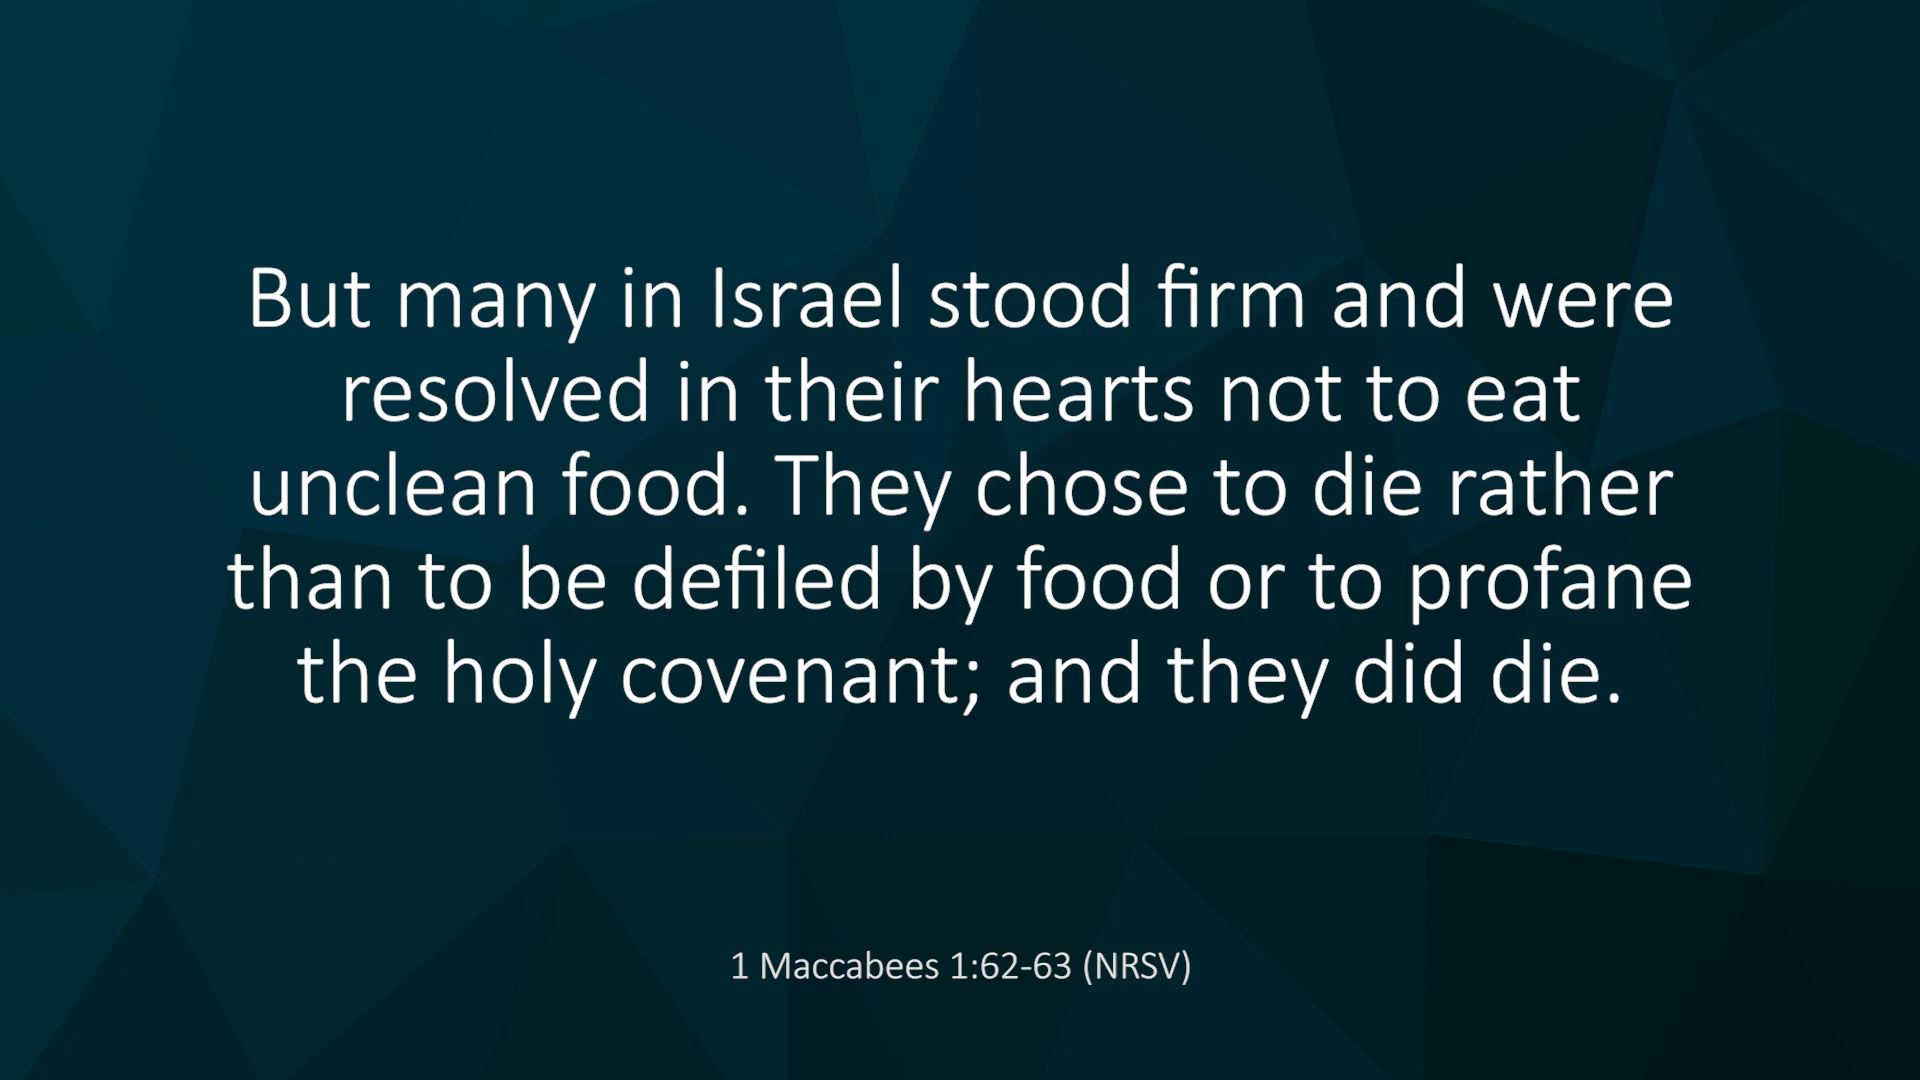 But many in Israel stood firm and were
resolved in their hearts not to eat
unclean food. They chose to die rather
than to be defiled by food or to profane
the holy covenant; and they did die.
1 Maccabees 1:62-63 (NRSV)